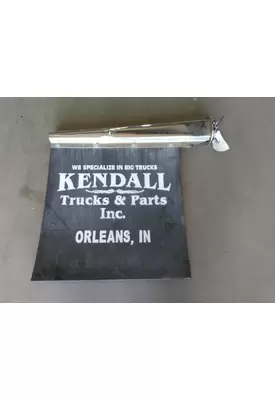 WE SPECIALIZE IN BIG TRUCKS
KENDALL
Trucks & Parts
Inc.
ORLEANS, IN